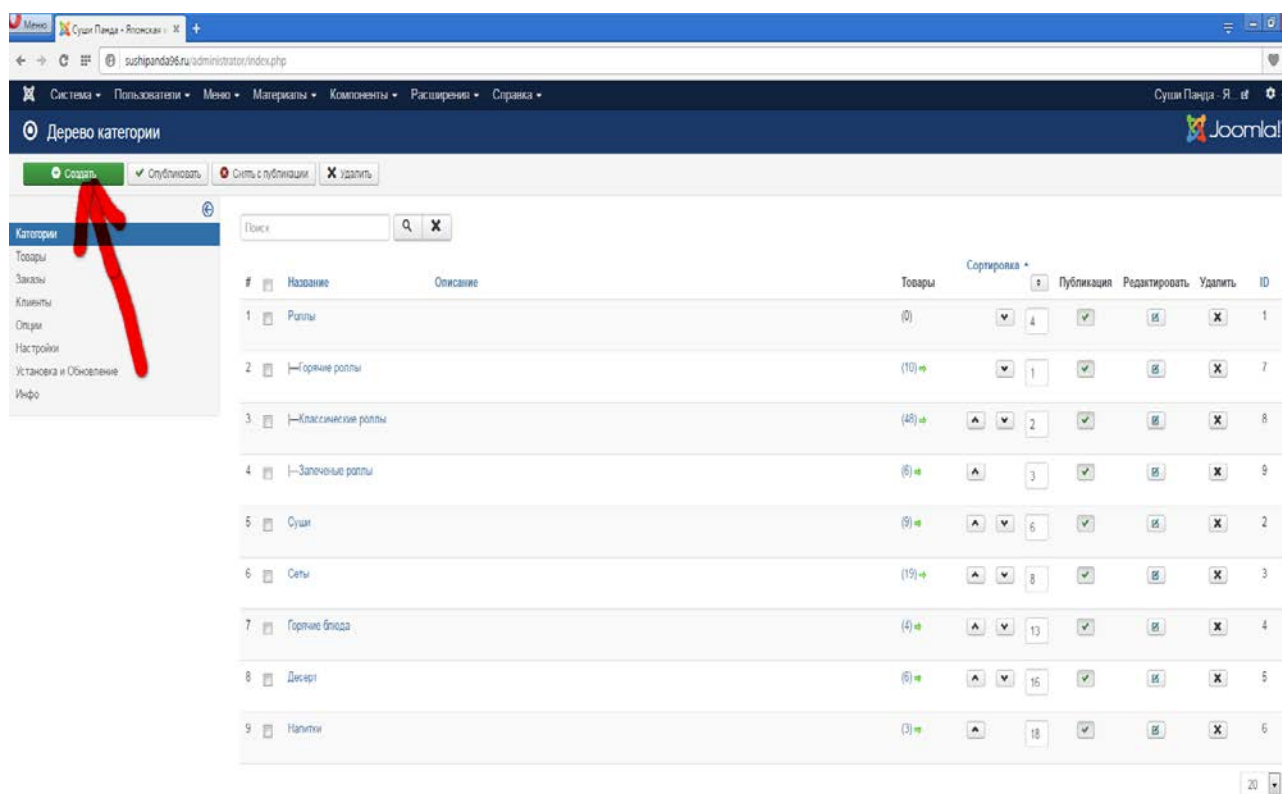 Меню Суши Панда - Японская
sushipanda96.ru/administrator/index.php
Система Пользователи Меню Материалы Компоненты Расширения Справка Суши Панда - Я...
Дерево категории Joomla!
Создать Опубликовать Снять с публикации Удалить
Категории
Товары
Заказы
Клиенты
Опции
Настройки
Установка и Обновление
Инфо
Поиск
# Название Описание Товары Сортировка Публикация Редактировать Удалить ID
1 Роллы (0) 4 1
2 |—Горячие роллы (10) 1 7
3 |—Классические роллы (48) 2 8
4 |—Запеченые роллы (6) 3 9
5 Суши (9) 6 2
6 Сеты (19) 8 3
7 Горячие блюда (4) 13 4
8 Десерт (6) 16 5
9 Напитки (3) 18 6
20